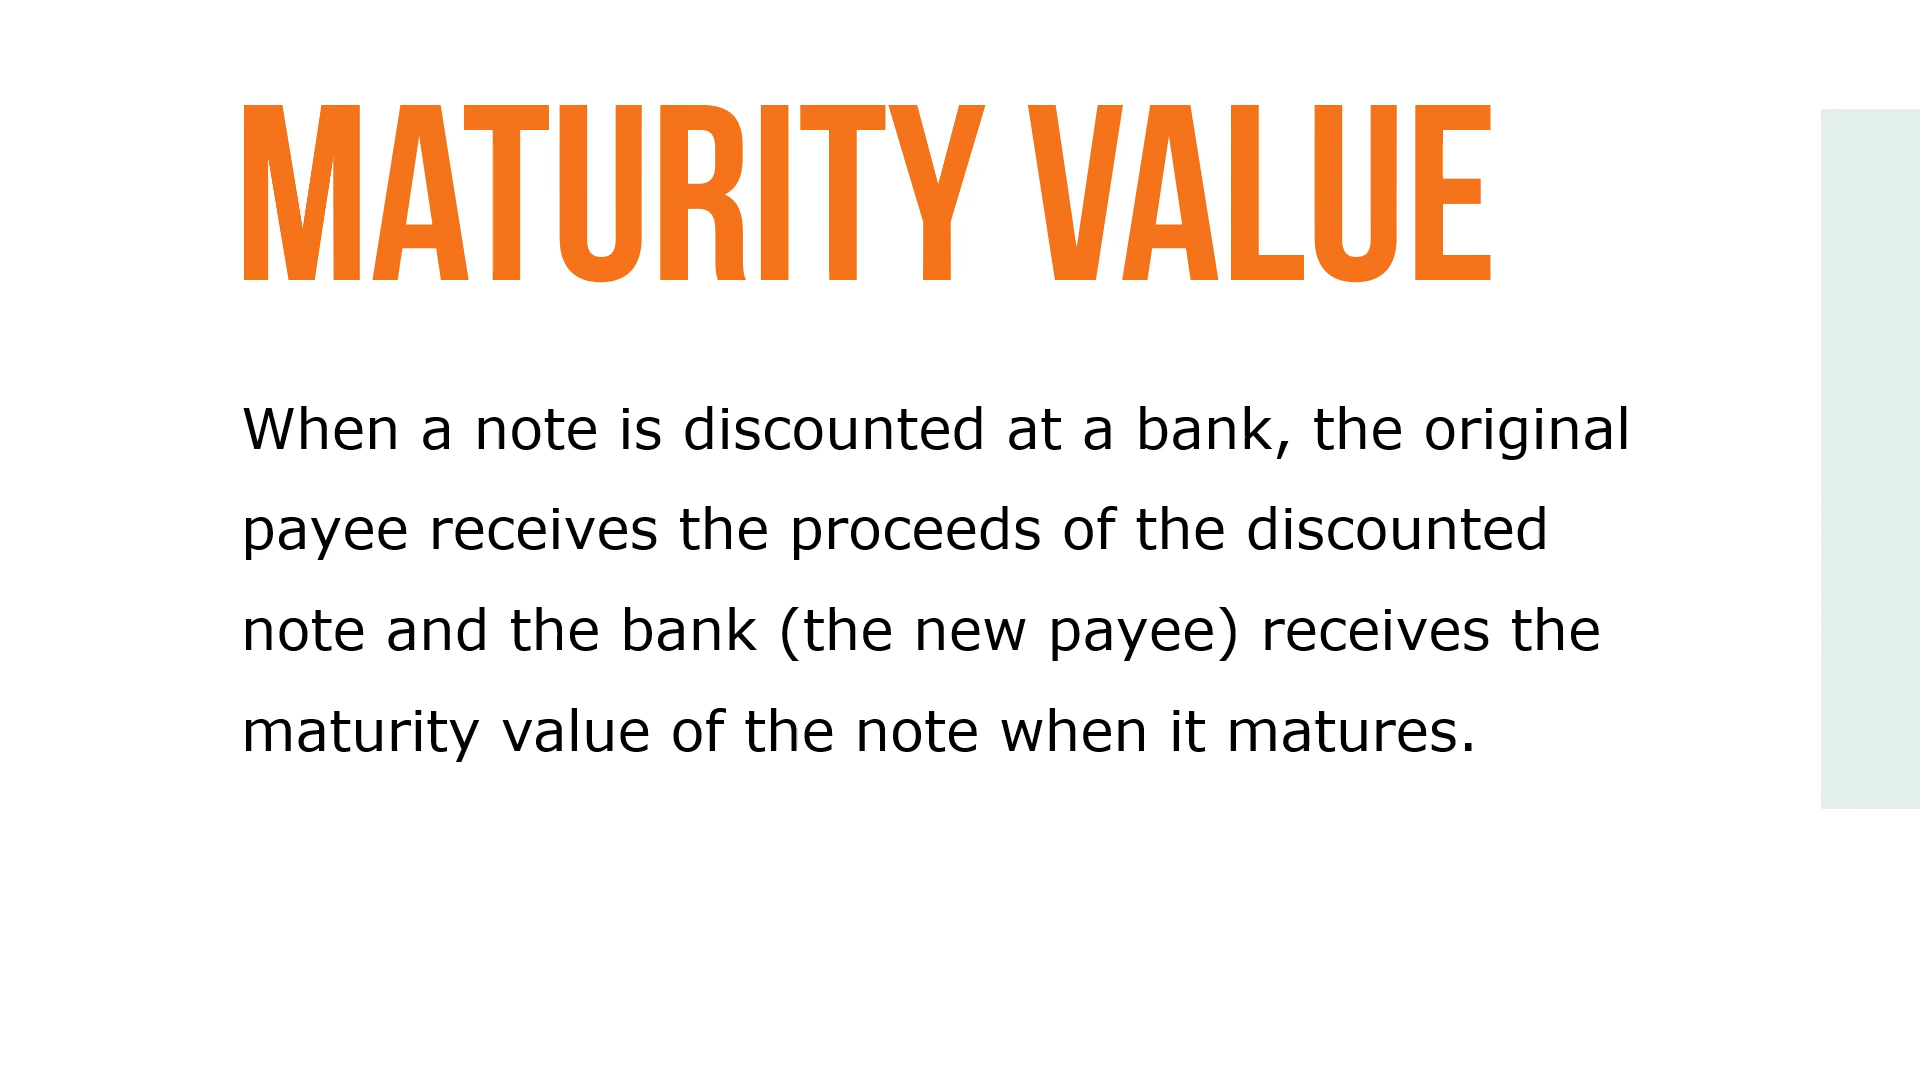 MATURITY VALUE
When a note is discounted at a bank, the original
payee receives the proceeds of the discounted
note and the bank (the new payee) receives the
maturity value of the note when it matures.